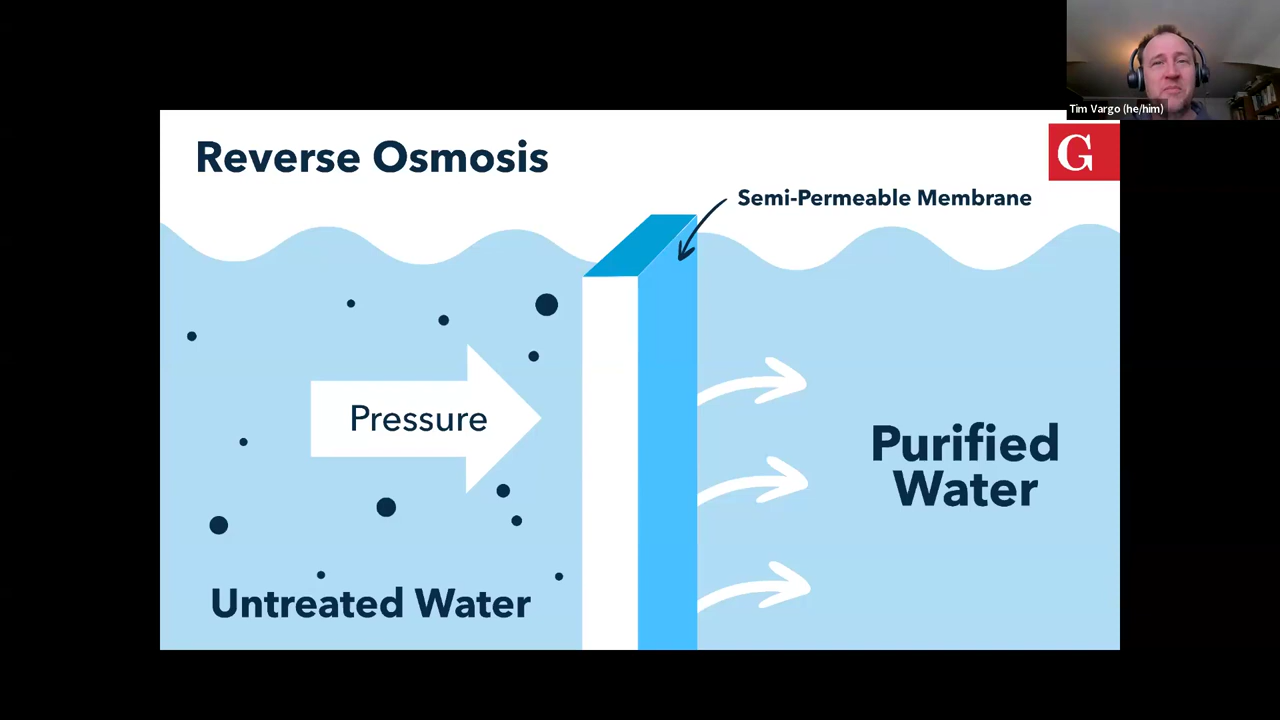 Tim Vargo (he/him)
Reverse Osmosis
G
Semi-Permeable Membrane
Pressure
Purified
Water
Untreated Water